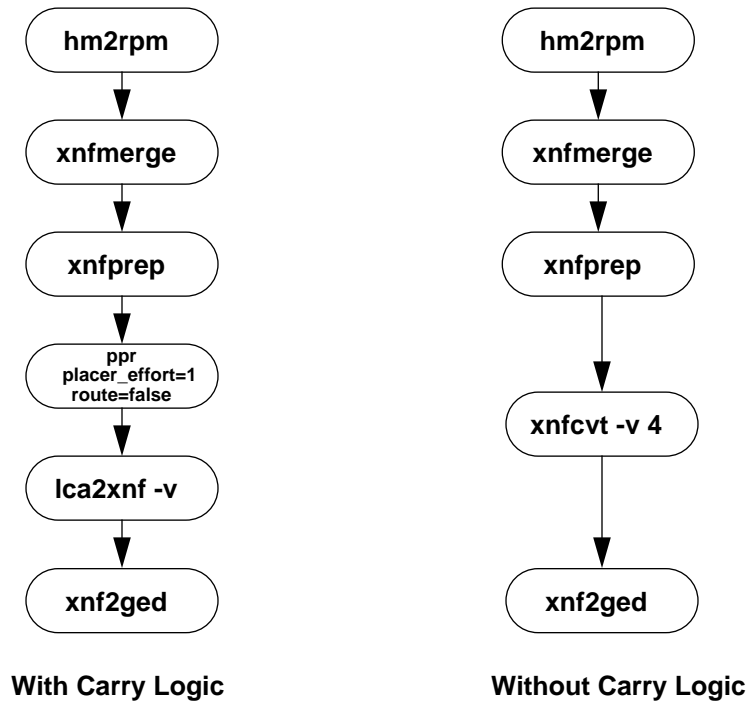 hm2rpm
xnfmerge
xnfprep
ppr
placer_effort=1
route=false
lca2xnf -v
xnf2ged
With Carry Logic
hm2rpm
xnfmerge
xnfprep
xnfcvt -v 4
xnf2ged
Without Carry Logic